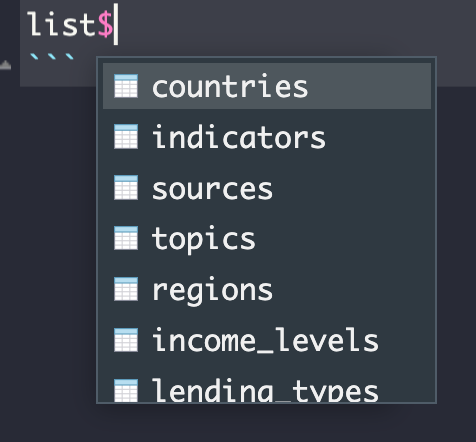 list$
```
countries
indicators
sources
topics
regions
income_levels
lending_types